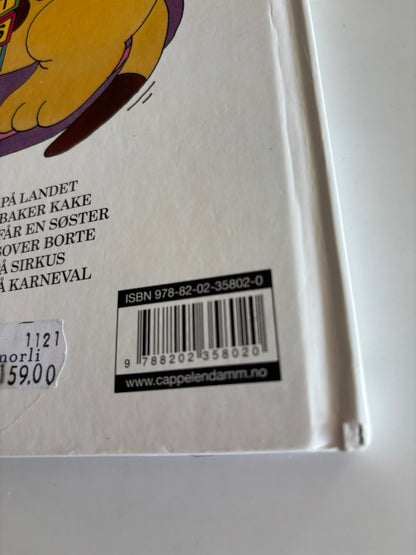 PÅ LANDET
BAKER KAKE
FÅR EN SØSTER
SOVER BORTE
Å SIRKUS
Å KARNEVAL
ISBN 978-82-02-35802-0
9 788202 358020
www.cappelendamm.no
1121
norli
159.00